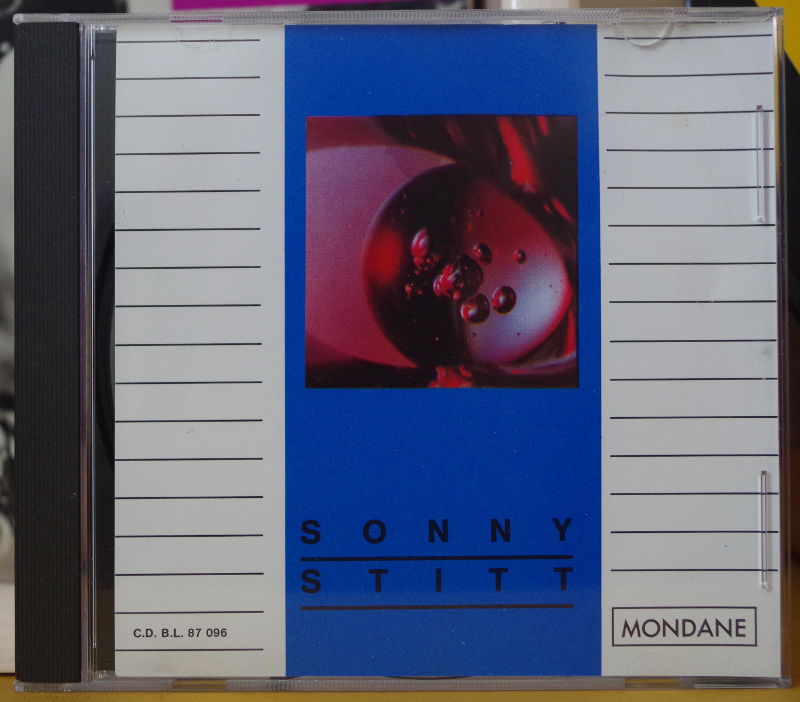 SONNY
STITT
C.D. B.L. 87 096
MONDANE